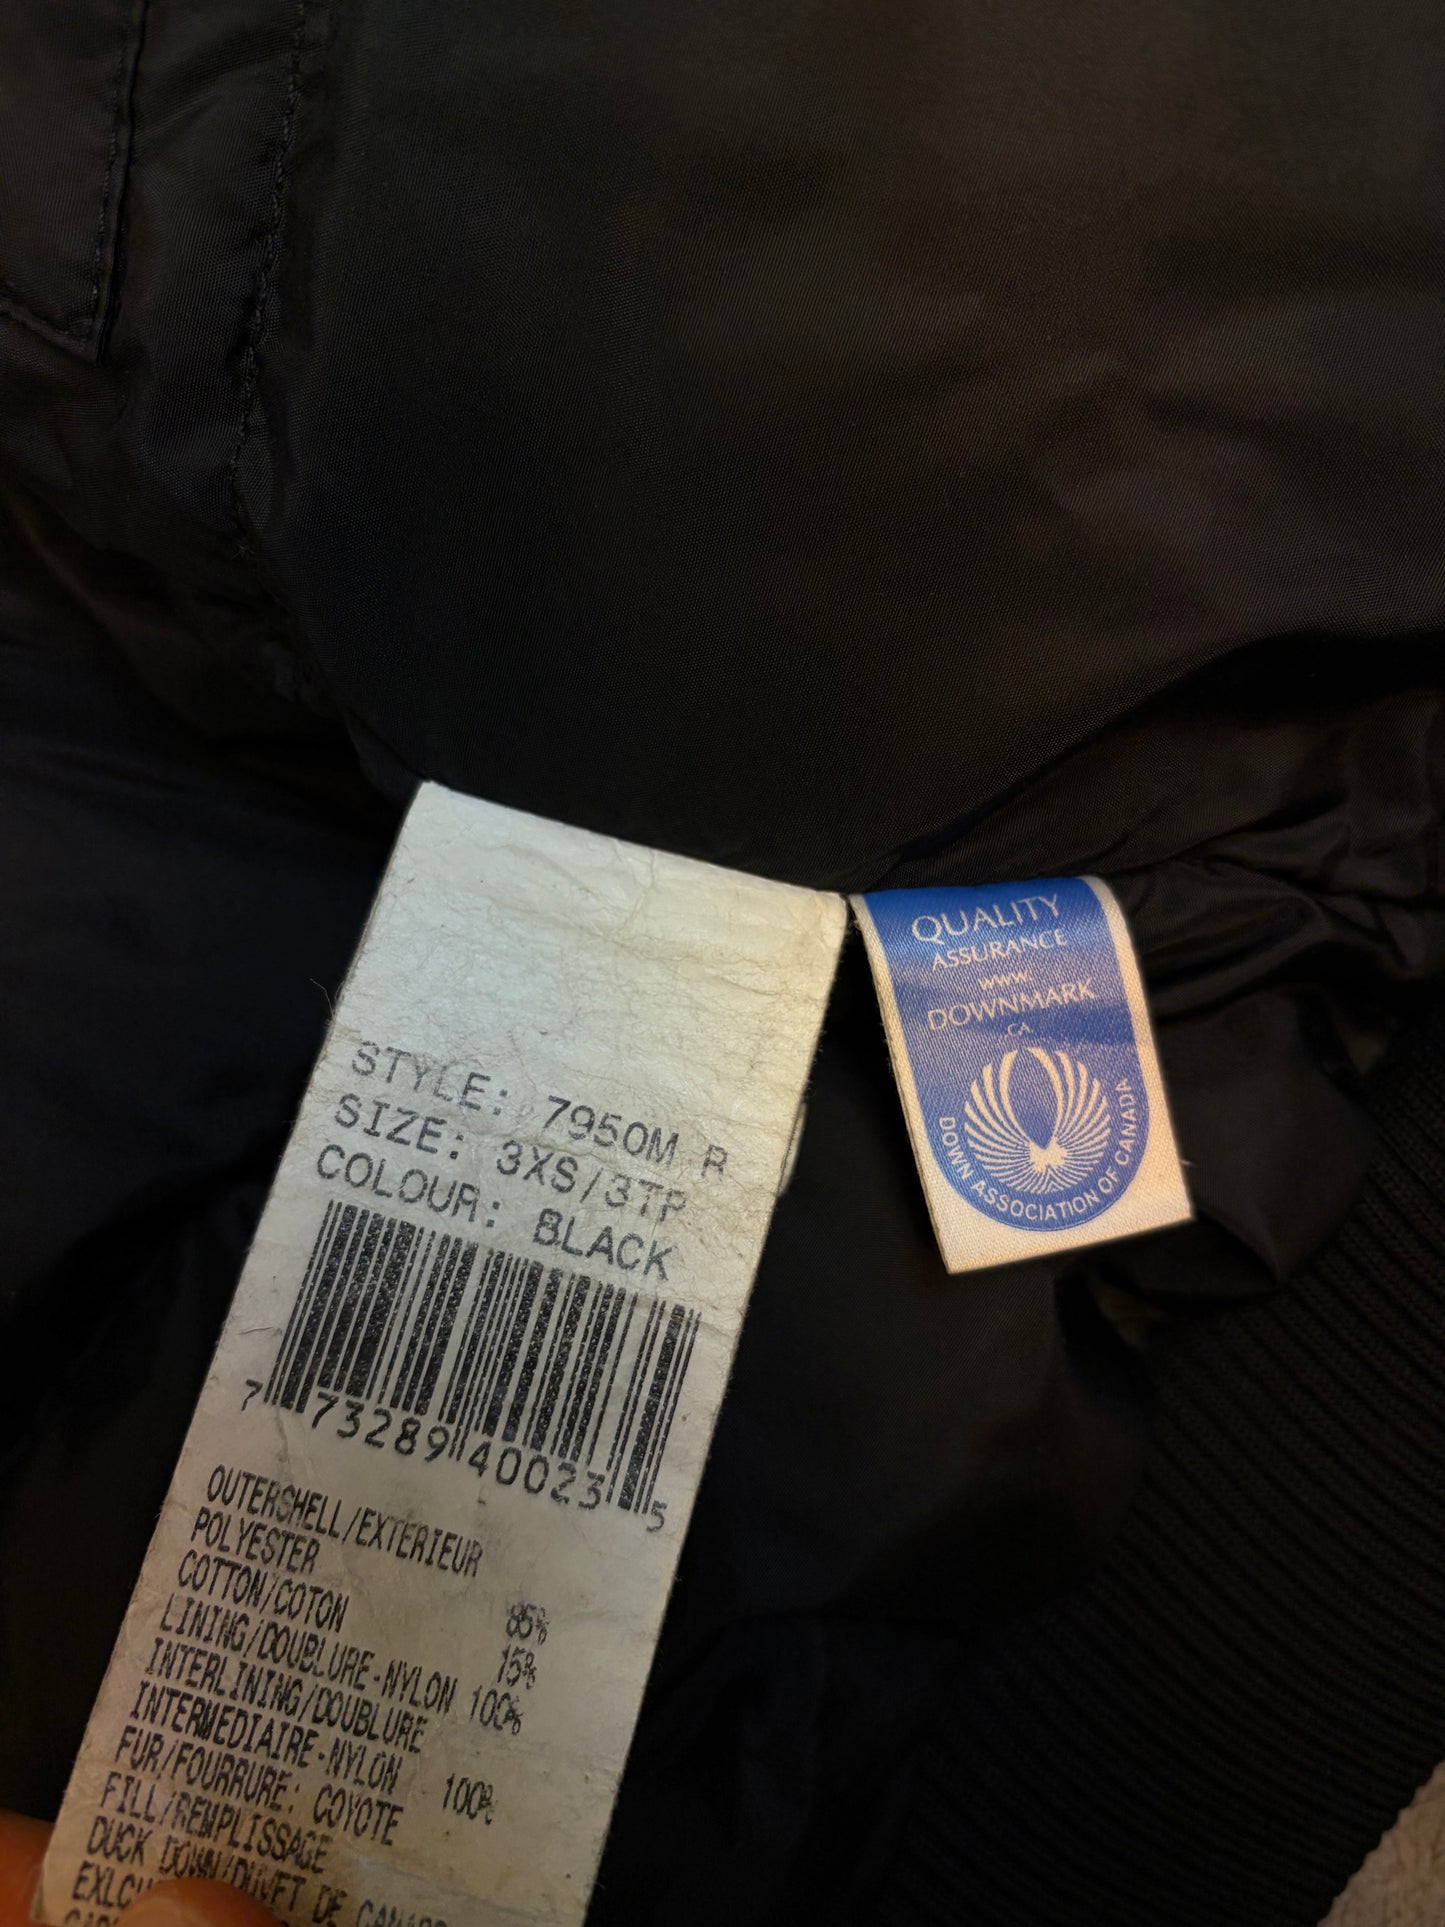 STYLE: 7950M R
SIZE: 3XS/3TP
COLOUR: BLACK
7 73289 40023 5
OUTERSHELL/EXTERIEUR
POLYESTER 85%
COTTON/COTON 15%
LINING/DOUBLURE-NYLON 100%
INTERLINING/DOUBLURE
INTERMEDIAIRE-NYLON 100%
FUR/FOURRURE: COYOTE
FILL/REMPLISSAGE
DUCK DOWN/DUVET DE
QUALITY
ASSURANCE
www.
DOWNMARK
.CA
DOWN ASSOCIATION OF CANADA